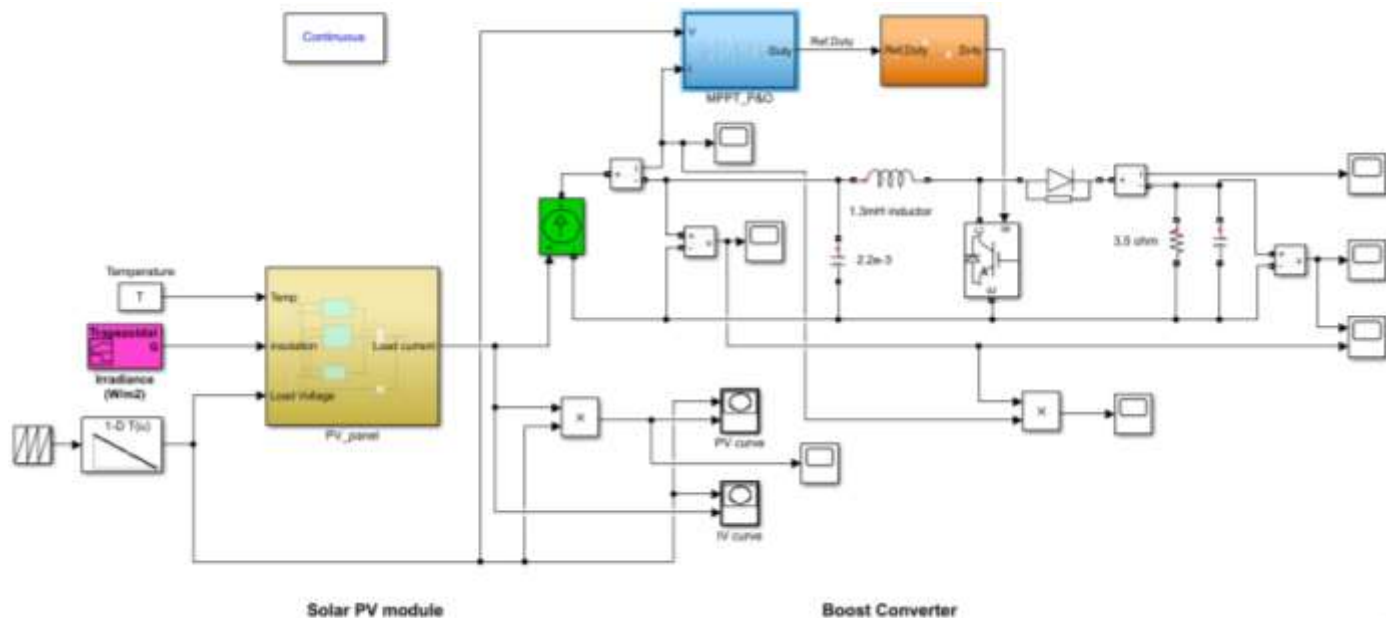 Continuous
V
I
Duty
Ref.Duty
Ref.Duty
Duty
MPPT_P&O
1.3mH inductor
2.2e-3
3.5 ohm
Temperature
T
Trapezoidal
G
Irradiance
(W/m2)
Temp
Insolation
Load Voltage
Load current
PV_panel
1-D T(u)
PV curve
IV curve
Solar PV module
Boost Converter